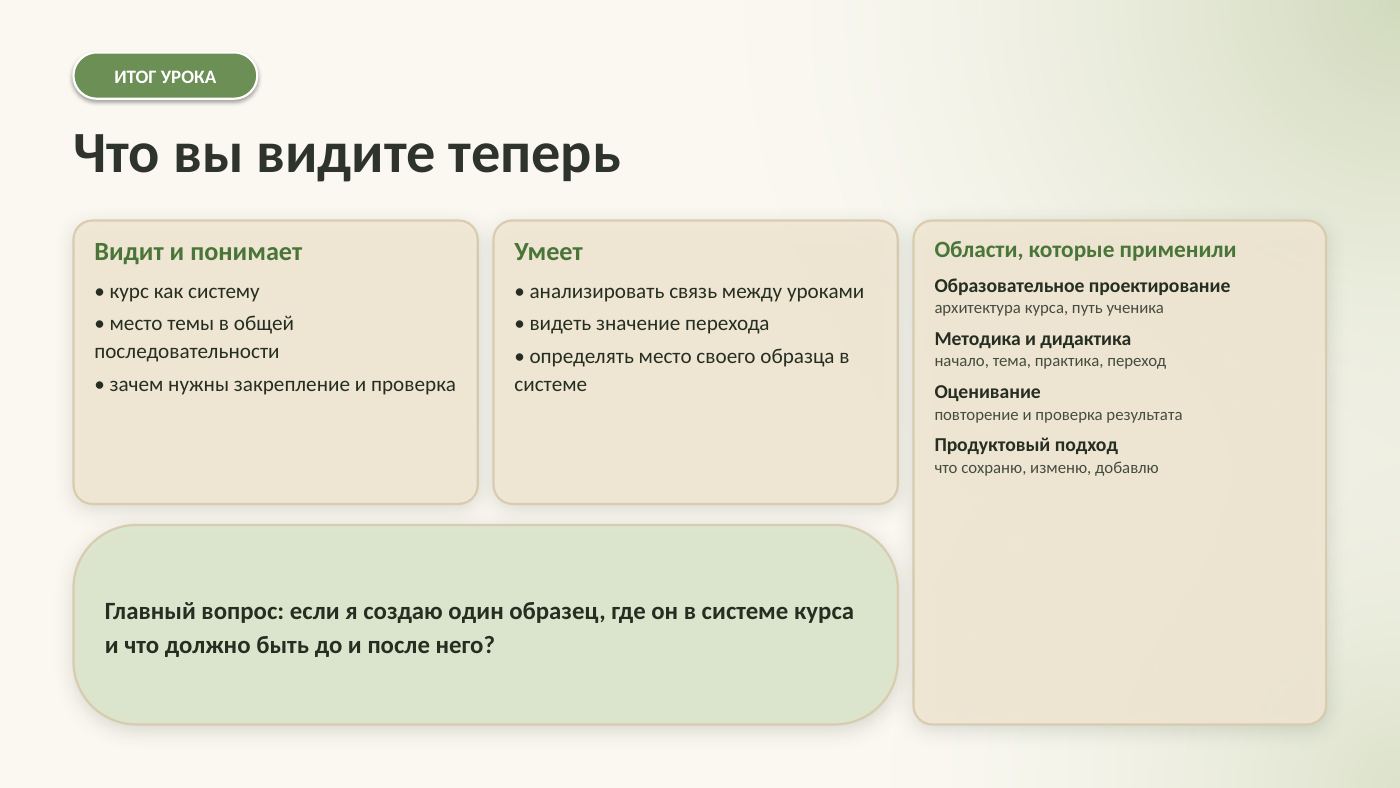 ИТОГ УРОКА
Что вы видите теперь
Видит и понимает
• курс как систему
• место темы в общей
последовательности
• зачем нужны закрепление и проверка
Умеет
• анализировать связь между уроками
• видеть значение перехода
• определять место своего образца в
системе
Области, которые применили
Образовательное проектирование
архитектура курса, путь ученика
Методика и дидактика
начало, тема, практика, переход
Оценивание
повторение и проверка результата
Продуктовый подход
что сохраню, изменю, добавлю
Главный вопрос: если я создаю один образец, где он в системе курса
и что должно быть до и после него?